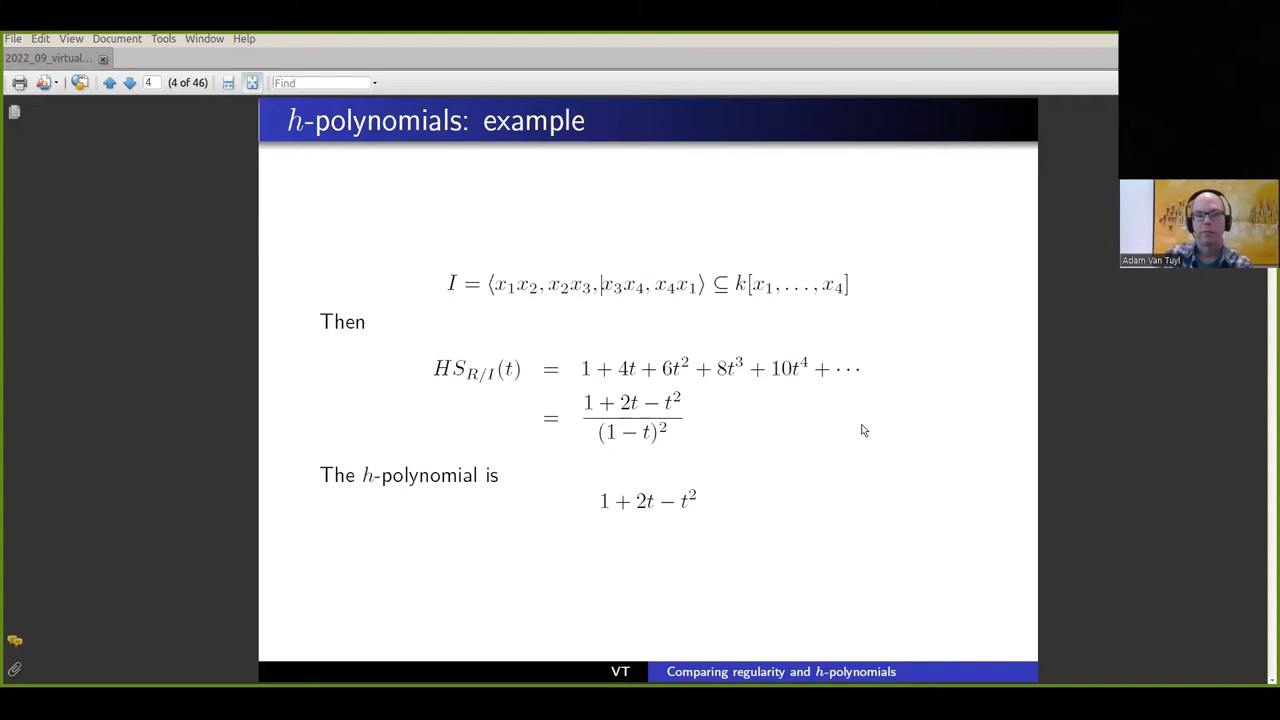 File Edit View Document Tools Window Help
2022_09_virtual...
4 (4 of 46) Find
h-polynomials: example
I = ⟨x₁x₂, x₂x₃, x₃x₄, x₄x₁⟩ ⊆ k[x₁, . . . , x₄]
Then
HS_{R/I}(t) = 1 + 4t + 6t² + 8t³ + 10t⁴ + · · ·
= \frac{1 + 2t − t²}{(1 − t)²}
The h-polynomial is
1 + 2t − t²
VT Comparing regularity and h-polynomials
Adam Van Tuyl